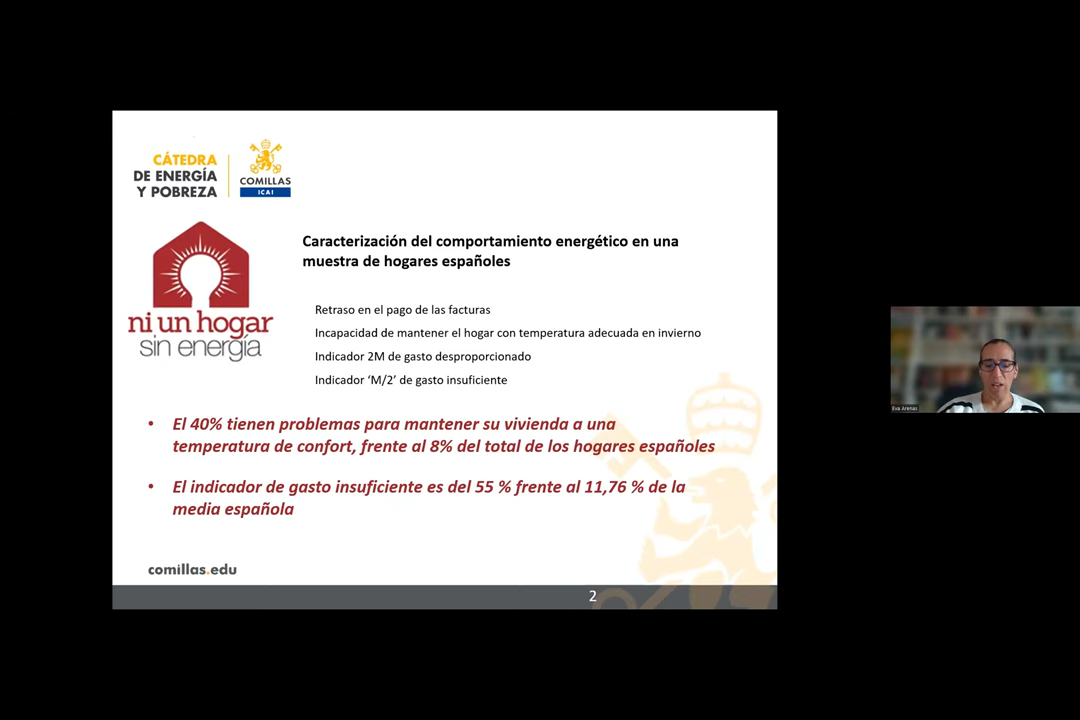 CÁTEDRA
DE ENERGÍA
Y POBREZA
COMILLAS
ICAI
ni un hogar
sin energía
Caracterización del comportamiento energético en una
muestra de hogares españoles
Retraso en el pago de las facturas
Incapacidad de mantener el hogar con temperatura adecuada en invierno
Indicador 2M de gasto desproporcionado
Indicador ‘M/2’ de gasto insuficiente
• El 40% tienen problemas para mantener su vivienda a una
temperatura de confort, frente al 8% del total de los hogares españoles
• El indicador de gasto insuficiente es del 55 % frente al 11,76 % de la
media española
comillas.edu
2
Eva Arenas